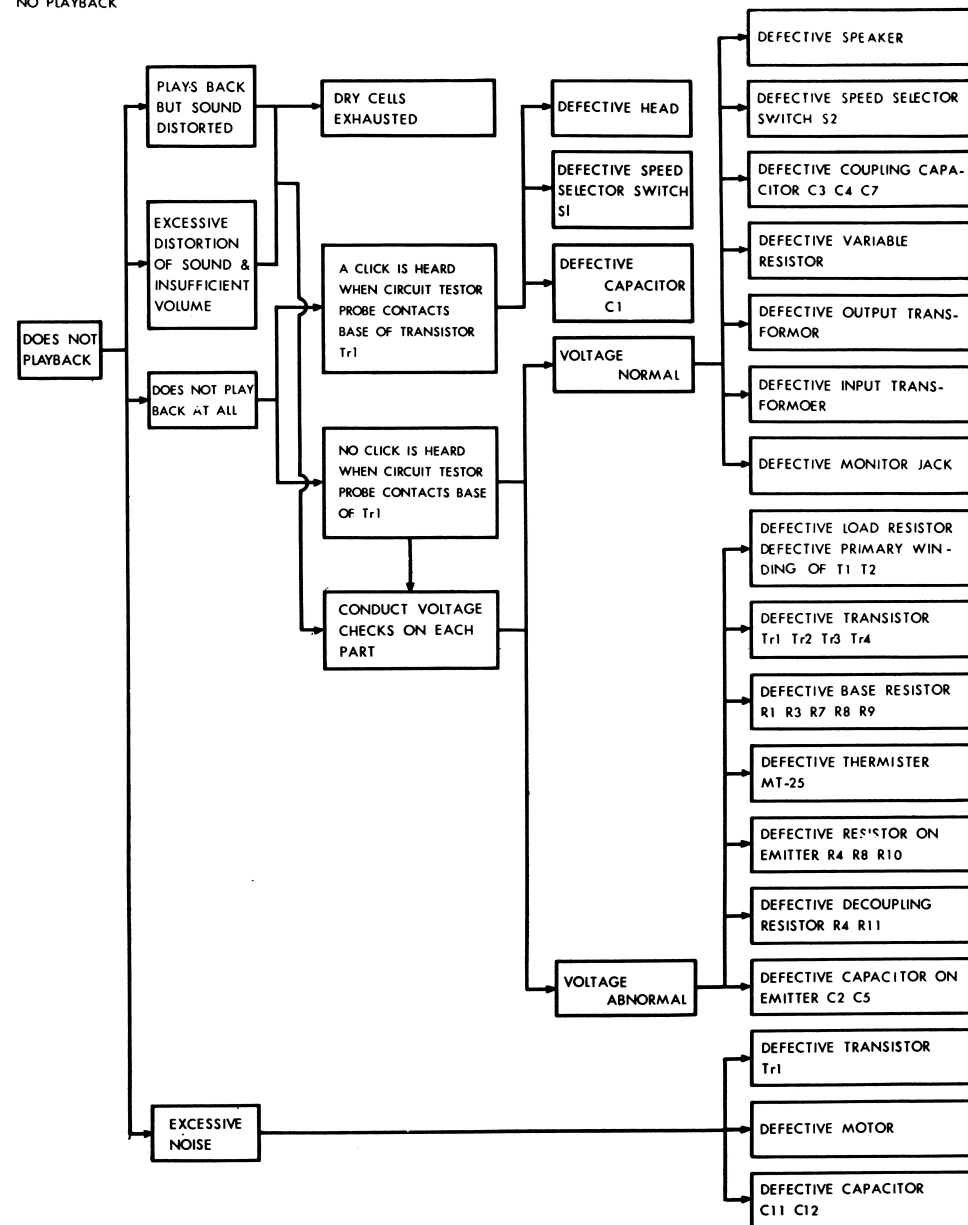 NO PLAYBACK
DOES NOT
PLAYBACK
PLAYS BACK
BUT SOUND
DISTORTED
EXCESSIVE
DISTORTION
OF SOUND &
INSUFFICIENT
VOLUME
DOES NOT PLAY
BACK AT ALL
EXCESSIVE
NOISE
DRY CELLS
EXHAUSTED
A CLICK IS HEARD
WHEN CIRCUIT TESTOR
PROBE CONTACTS
BASE OF TRANSISTOR
Tr1
NO CLICK IS HEARD
WHEN CIRCUIT TESTOR
PROBE CONTACTS BASE
OF Tr1
CONDUCT VOLTAGE
CHECKS ON EACH
PART
DEFECTIVE HEAD
DEFECTIVE SPEED
SELECTOR SWITCH
S1
DEFECTIVE
CAPACITOR
C1
VOLTAGE
NORMAL
VOLTAGE
ABNORMAL
DEFECTIVE SPEAKER
DEFECTIVE SPEED SELECTOR
SWITCH S2
DEFECTIVE COUPLING CAPA-
CITOR C3 C4 C7
DEFECTIVE VARIABLE
RESISTOR
DEFECTIVE OUTPUT TRANS-
FORMOR
DEFECTIVE INPUT TRANS-
FORMOER
DEFECTIVE MONITOR JACK
DEFECTIVE LOAD RESISTOR
DEFECTIVE PRIMARY WIN-
DING OF T1 T2
DEFECTIVE TRANSISTOR
Tr1 Tr2 Tr3 Tr4
DEFECTIVE BASE RESISTOR
R1 R3 R7 R8 R9
DEFECTIVE THERMISTER
MT-25
DEFECTIVE RESISTOR ON
EMITTER R4 R8 R10
DEFECTIVE DECOUPLING
RESISTOR R4 R11
DEFECTIVE CAPACITOR ON
EMITTER C2 C5
DEFECTIVE TRANSISTOR
Tr1
DEFECTIVE MOTOR
DEFECTIVE CAPACITOR
C11 C12